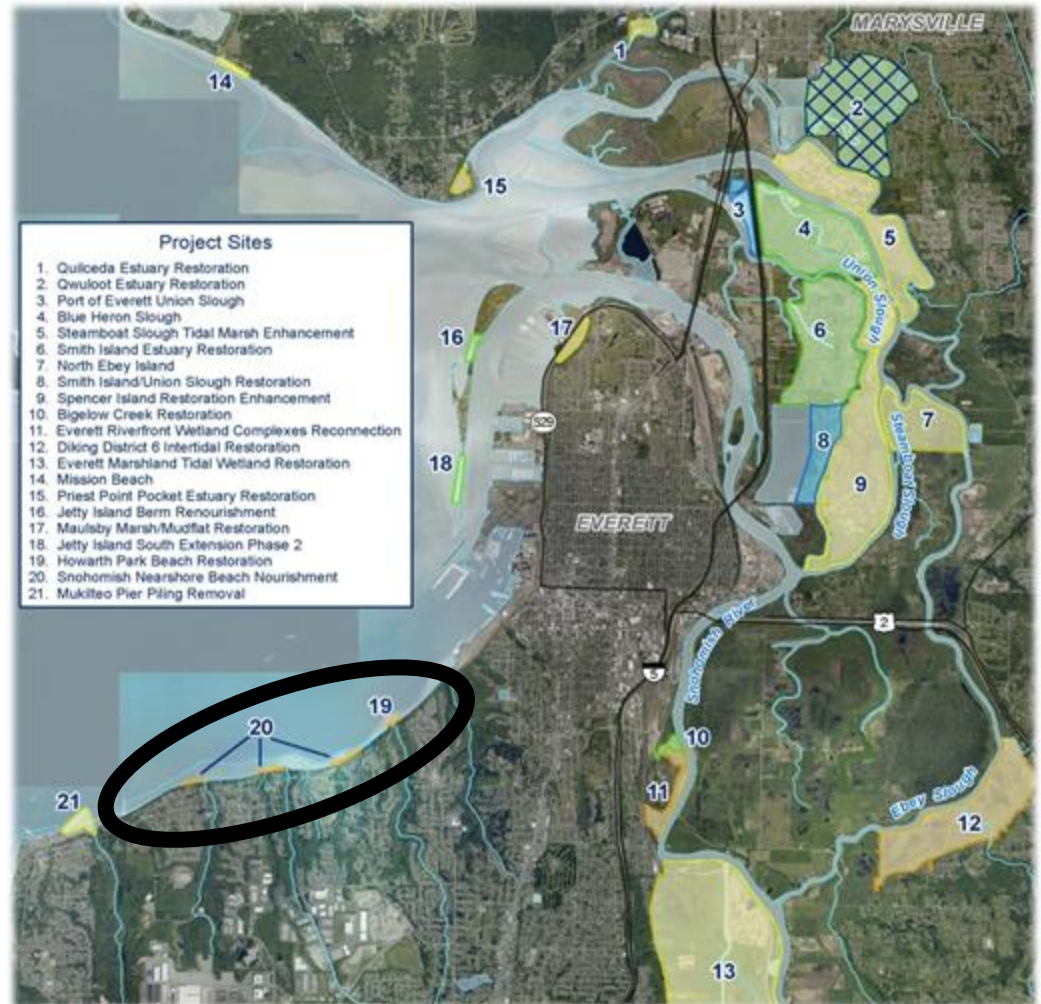 MARYSVILLE
1
14
2
15
3
4
5
Union Slough
Project Sites
1. Quilceda Estuary Restoration
2. Qwuloot Estuary Restoration
3. Port of Everett Union Slough
4. Blue Heron Slough
5. Steamboat Slough Tidal Marsh Enhancement
6. Smith Island Estuary Restoration
7. North Ebey Island
8. Smith Island/Union Slough Restoration
9. Spencer Island Restoration Enhancement
10. Bigelow Creek Restoration
11. Everett Riverfront Wetland Complexes Reconnection
12. Diking District 6 Intertidal Restoration
13. Everett Marshland Tidal Wetland Restoration
14. Mission Beach
15. Priest Point Pocket Estuary Restoration
16. Jetty Island Berm Renourishment
17. Maulsby Marsh/Mudflat Restoration
18. Jetty Island South Extension Phase 2
19. Howarth Park Beach Restoration
20. Snohomish Nearshore Beach Nourishment
21. Mukilteo Pier Piling Removal
16
17
6
529
7
Steamboat Slough
18
8
9
EVERETT
Snohomish River
2
5
19
20
10
11
21
Ebey Slough
12
13